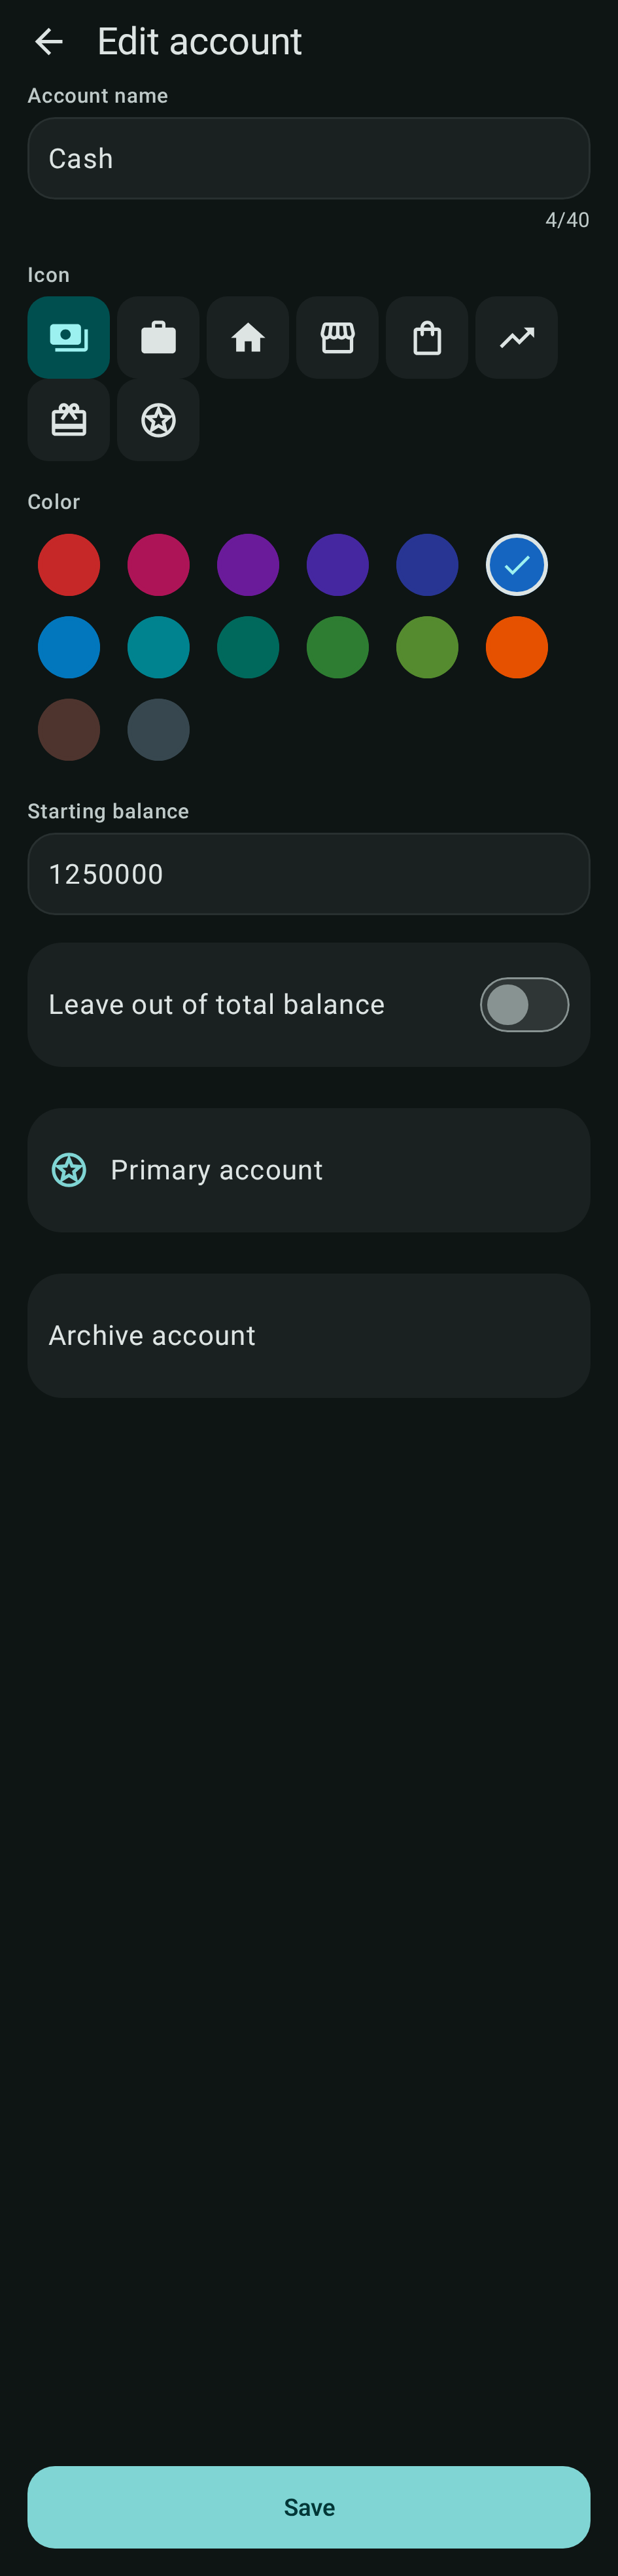 Edit account
Account name
Cash
4/40
Icon
Color
Starting balance
1250000
Leave out of total balance
Primary account
Archive account
Save